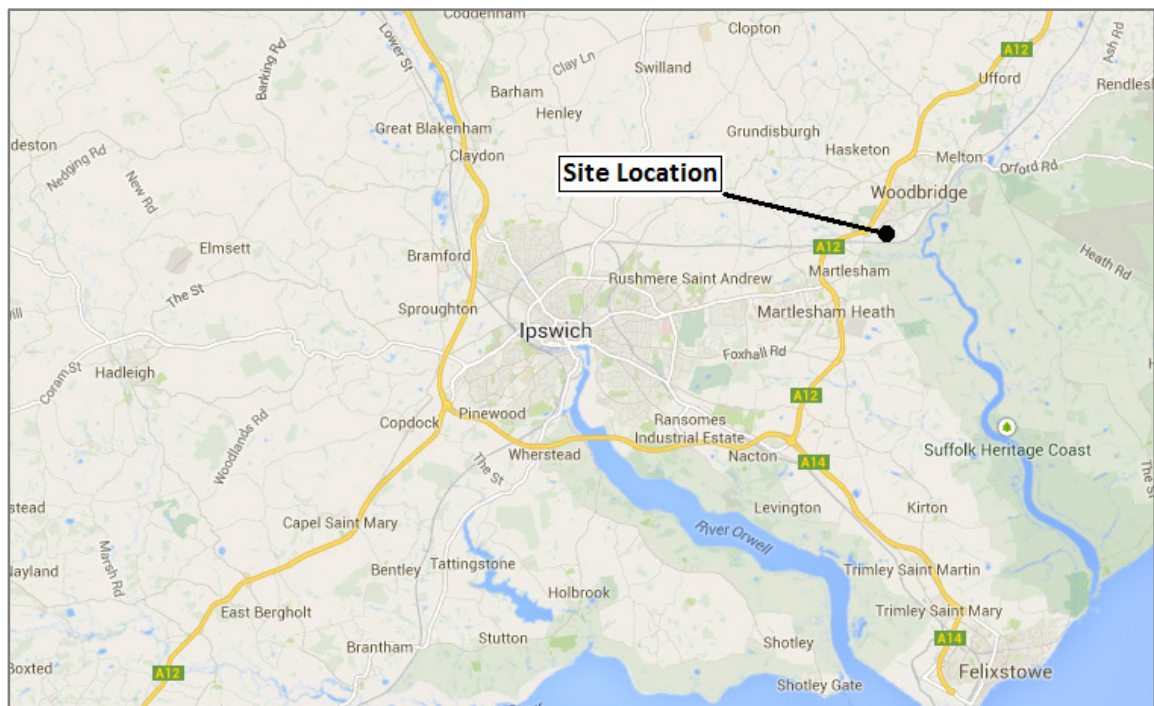 Coddenham
Clopton
A12
Ash Rd
Lower St
Barking Rd
Clay Ln
Swilland
Ufford
Barham
Rendlesh
Henley
Great Blakenham
Grundisburgh
deston
Nedging Rd
Claydon
Hasketon
Melton
Orford Rd
Site Location
New Rd
Woodbridge
Elmsett
Bramford
A12
Heath Rd
Rushmere Saint Andrew
Martlesham
The St
Sproughton
Martlesham Heath
Ipswich
Foxhall Rd
Coram St
Hadleigh
A12
Pinewood
Copdock
Ransomes
Industrial Estate
Woodlands Rd
Wherstead
Nacton
Suffolk Heritage Coast
The St
A14
The St
stead
Levington
Kirton
Capel Saint Mary
River Orwell
Marsh Rd
Nayland
Bentley
Tattingstone
Trimley Saint Martin
Holbrook
East Bergholt
Trimley Saint Mary
Stutton
A14
Brantham
Shotley
Boxted
A12
Felixstowe
Shotley Gate